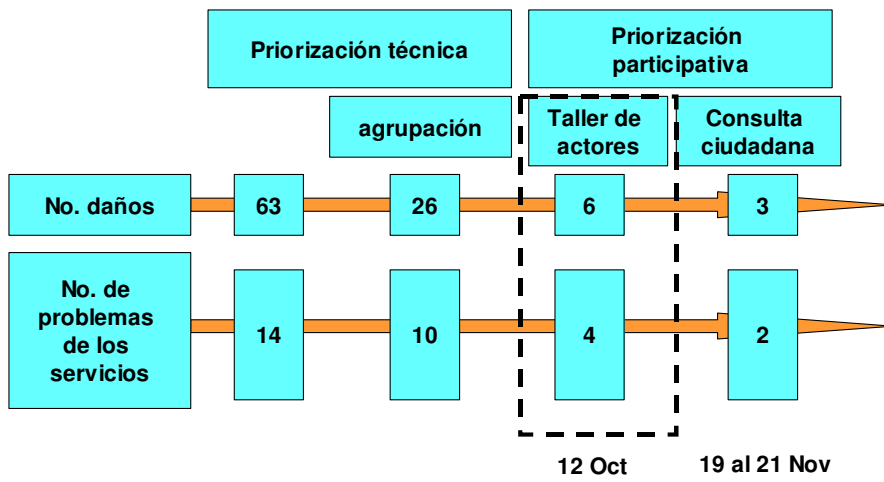 Priorización técnica
Priorización
participativa
agrupación
Taller de
actores
Consulta
ciudadana
No. daños
63
26
6
3
No. de
problemas
de los
servicios
14
10
4
2
12 Oct
19 al 21 Nov